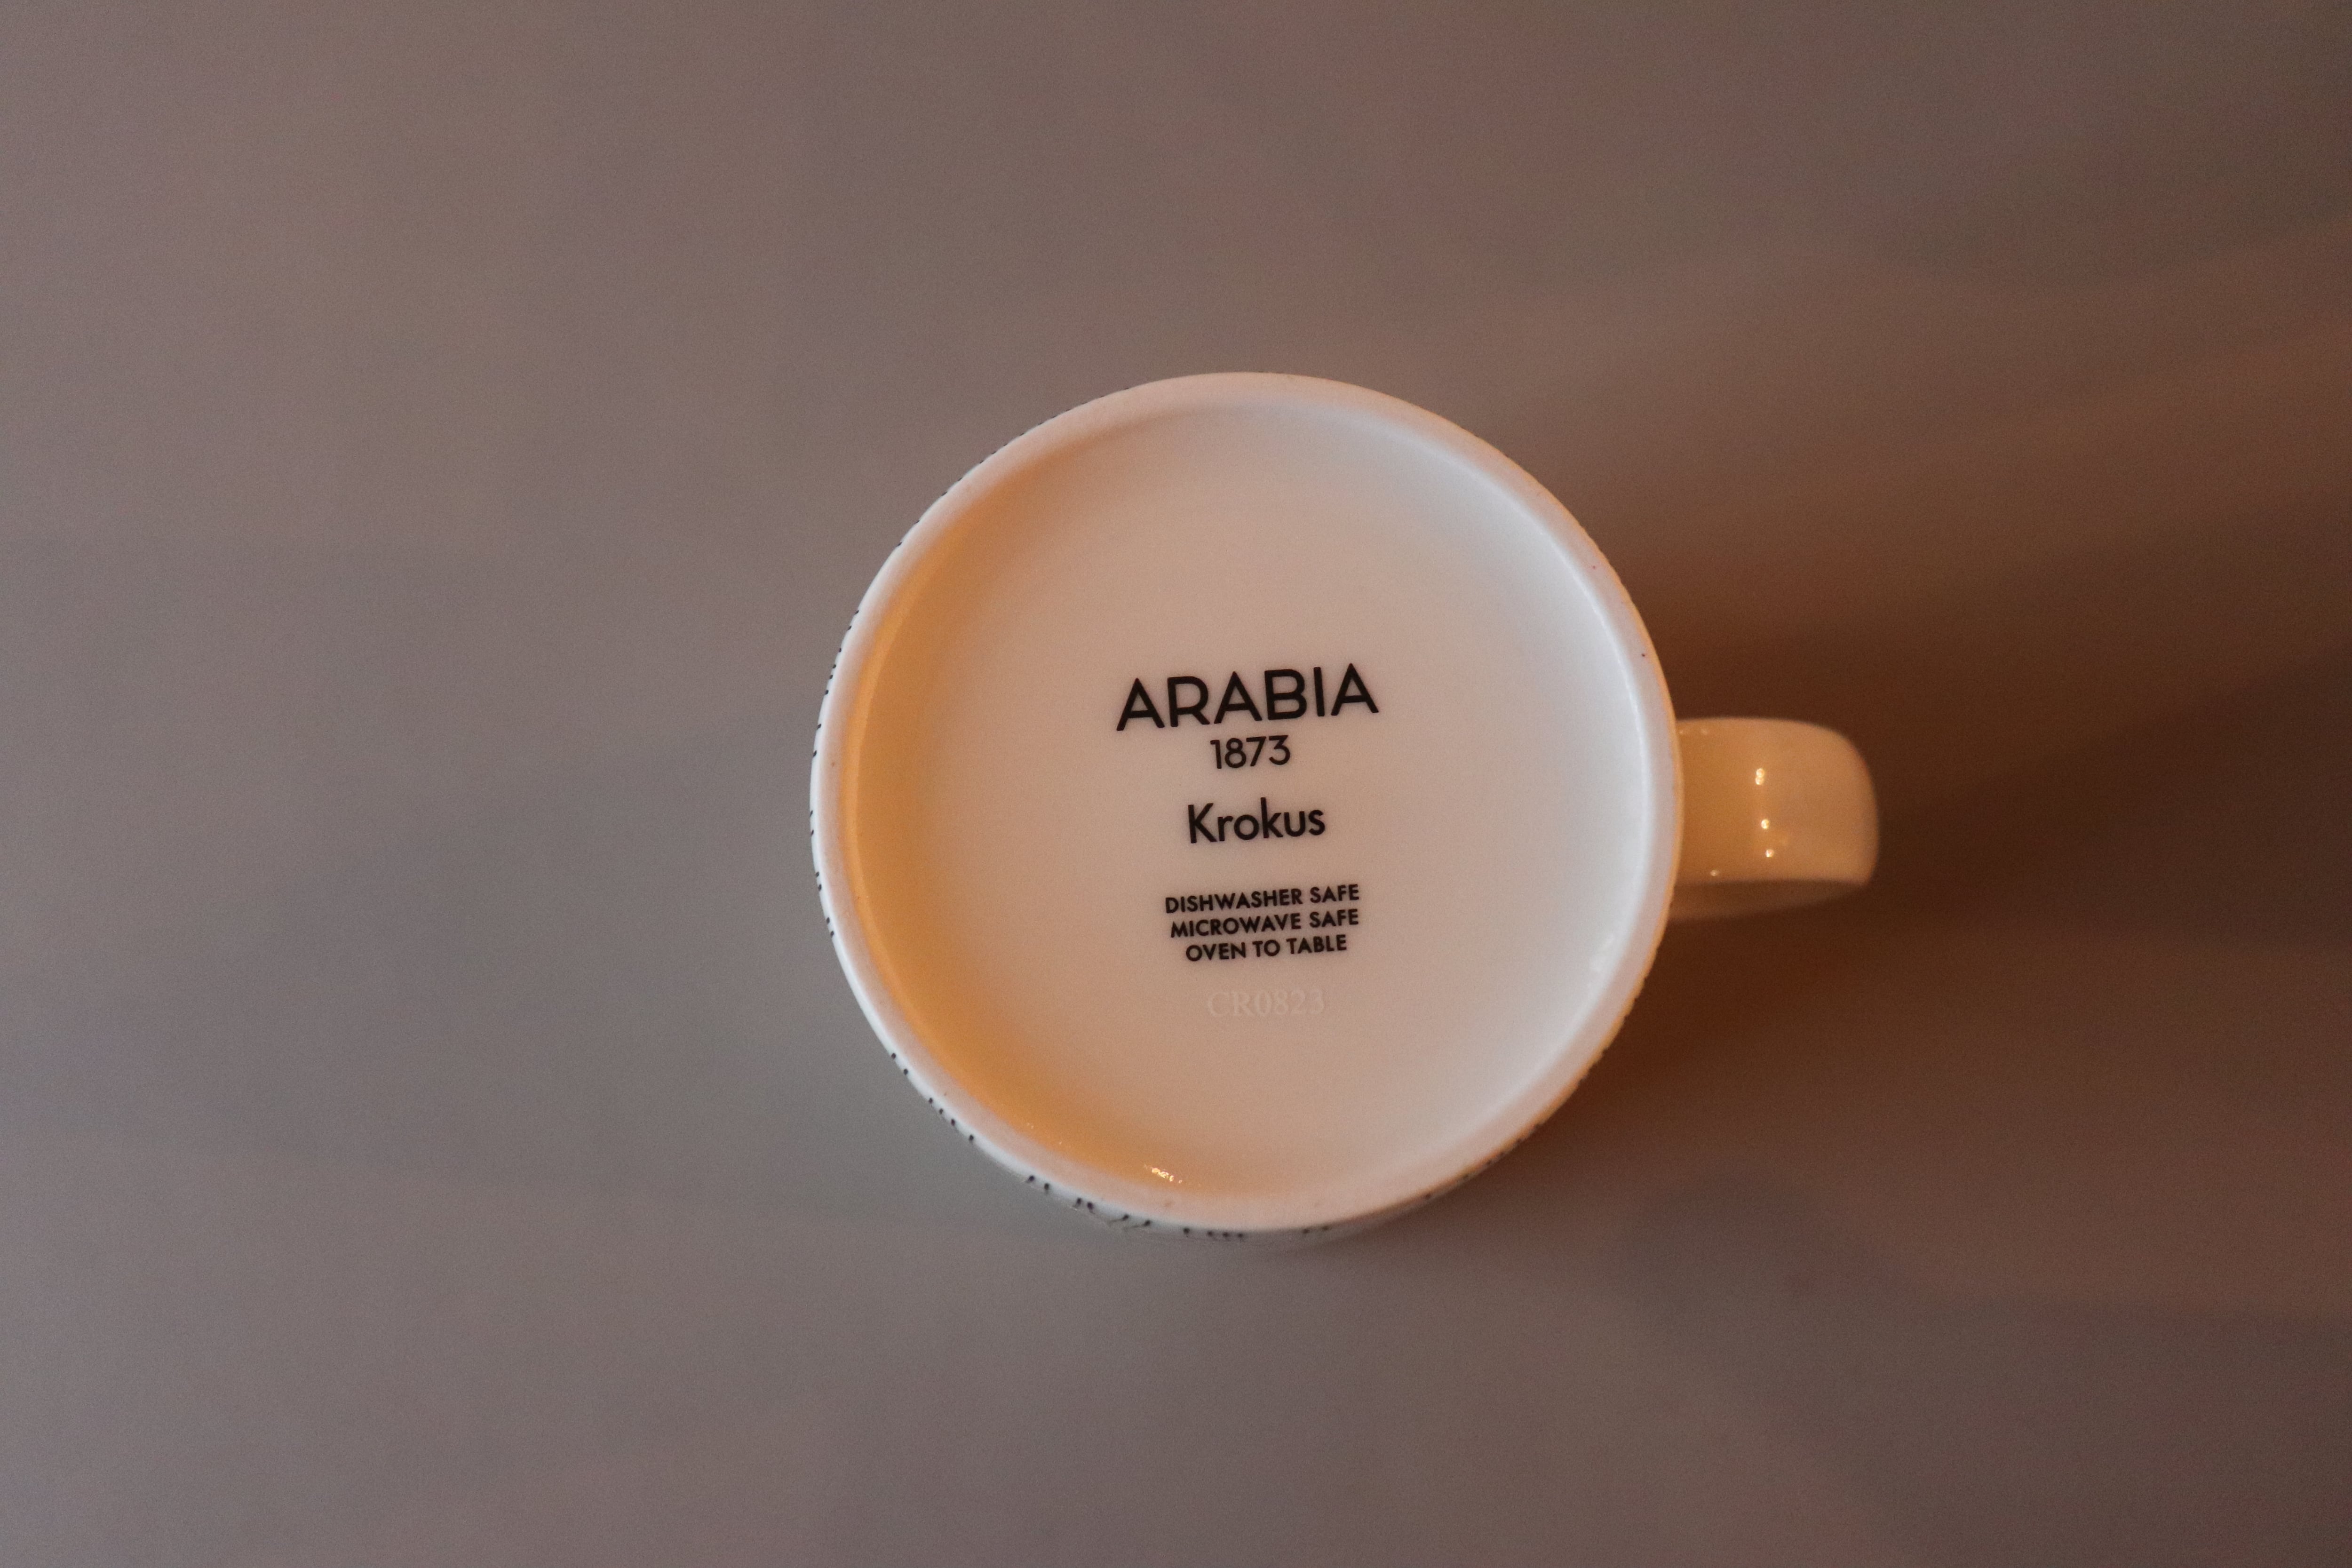 ARABIA
1873
Krokus
DISHWASHER SAFE
MICROWAVE SAFE
OVEN TO TABLE
CR0823